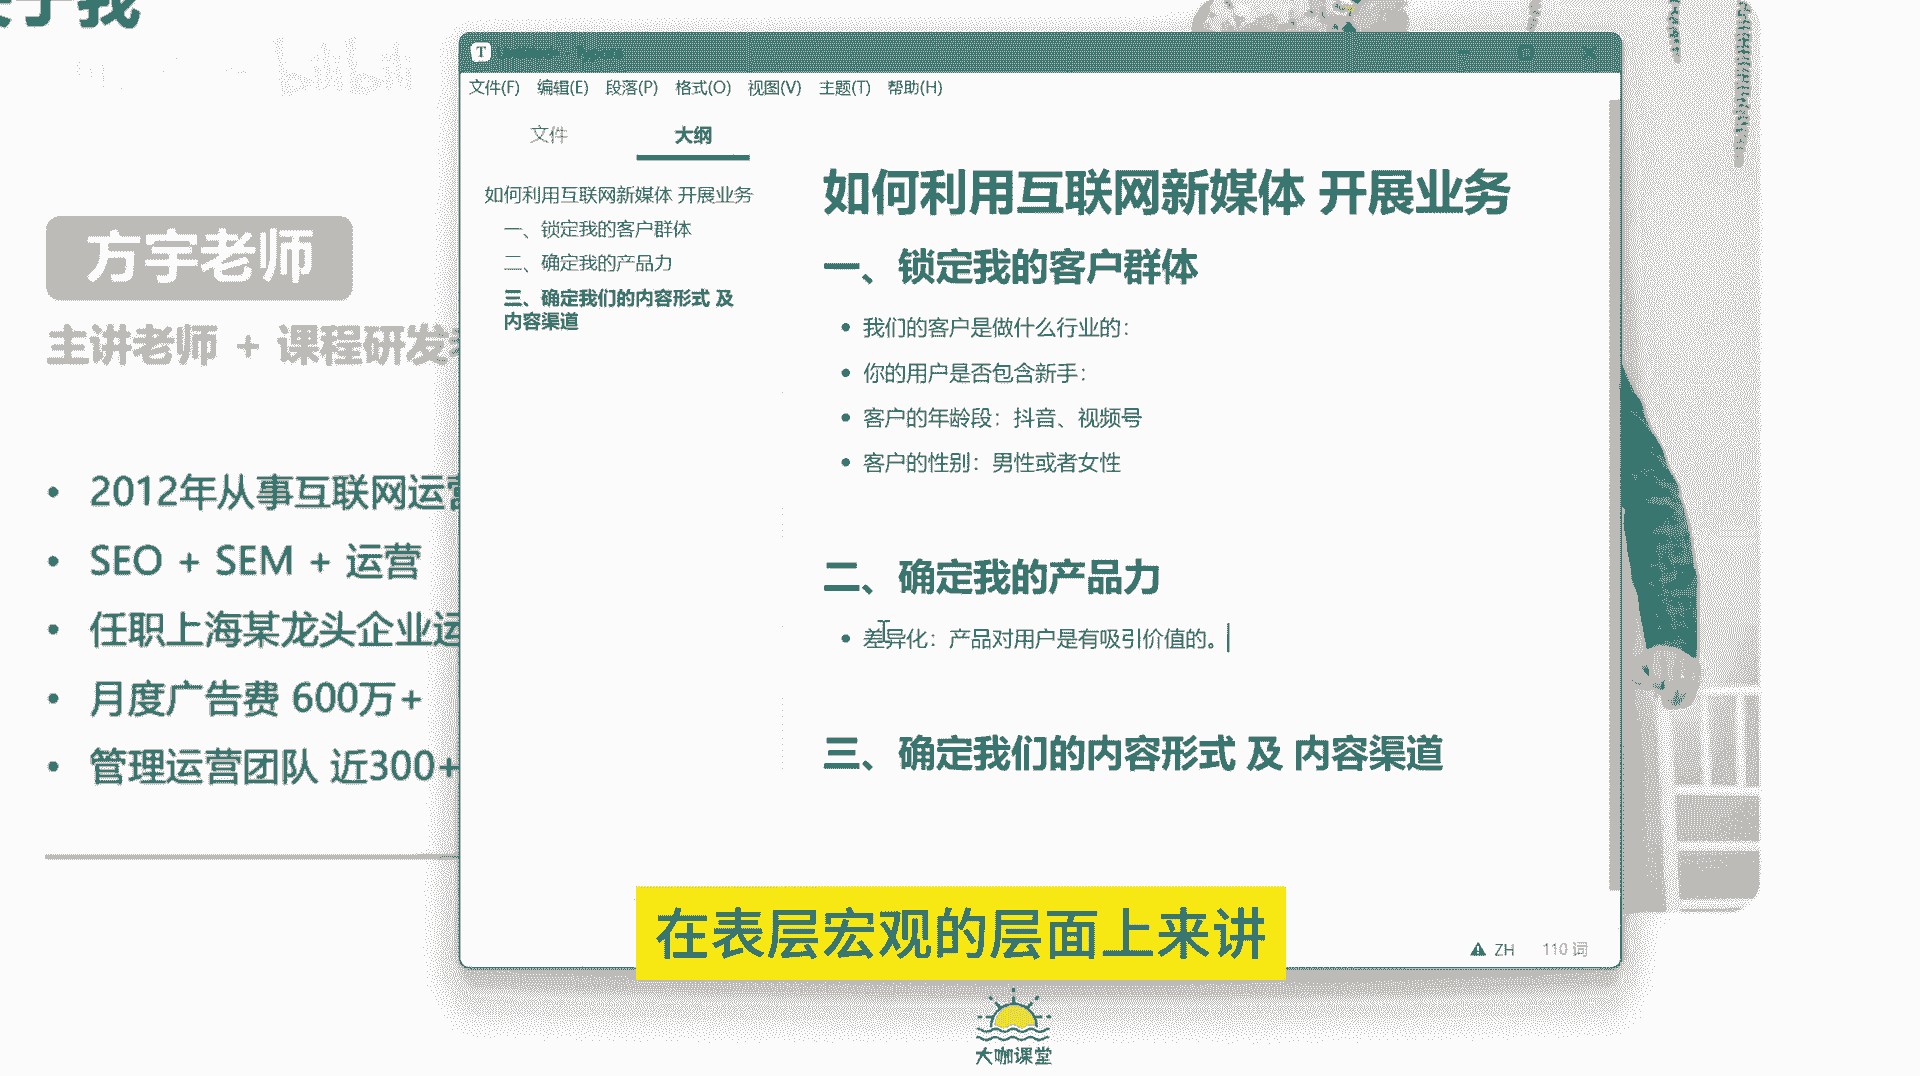 bilibili
方宇老师
主讲老师 + 课程研发
2012年从事互联网运营
SEO + SEM + 运营
任职上海某龙头企业运
月度广告费 600万+
管理运营团队 近300+
T
文件(F) 编辑(E) 段落(P) 格式(O) 视图(V) 主题(T) 帮助(H)
文件 大纲
如何利用互联网新媒体 开展业务
一、锁定我的客户群体
二、确定我的产品力
三、确定我们的内容形式 及
内容渠道
如何利用互联网新媒体 开展业务
一、锁定我的客户群体
我们的客户是做什么行业的：
你的用户是否包含新手：
客户的年龄段：抖音、视频号
客户的性别：男性或者女性
二、确定我的产品力
差异化：产品对用户是有吸引价值的。
三、确定我们的内容形式 及 内容渠道
ZH 110 词
在表层宏观的层面上来讲
大咖课堂